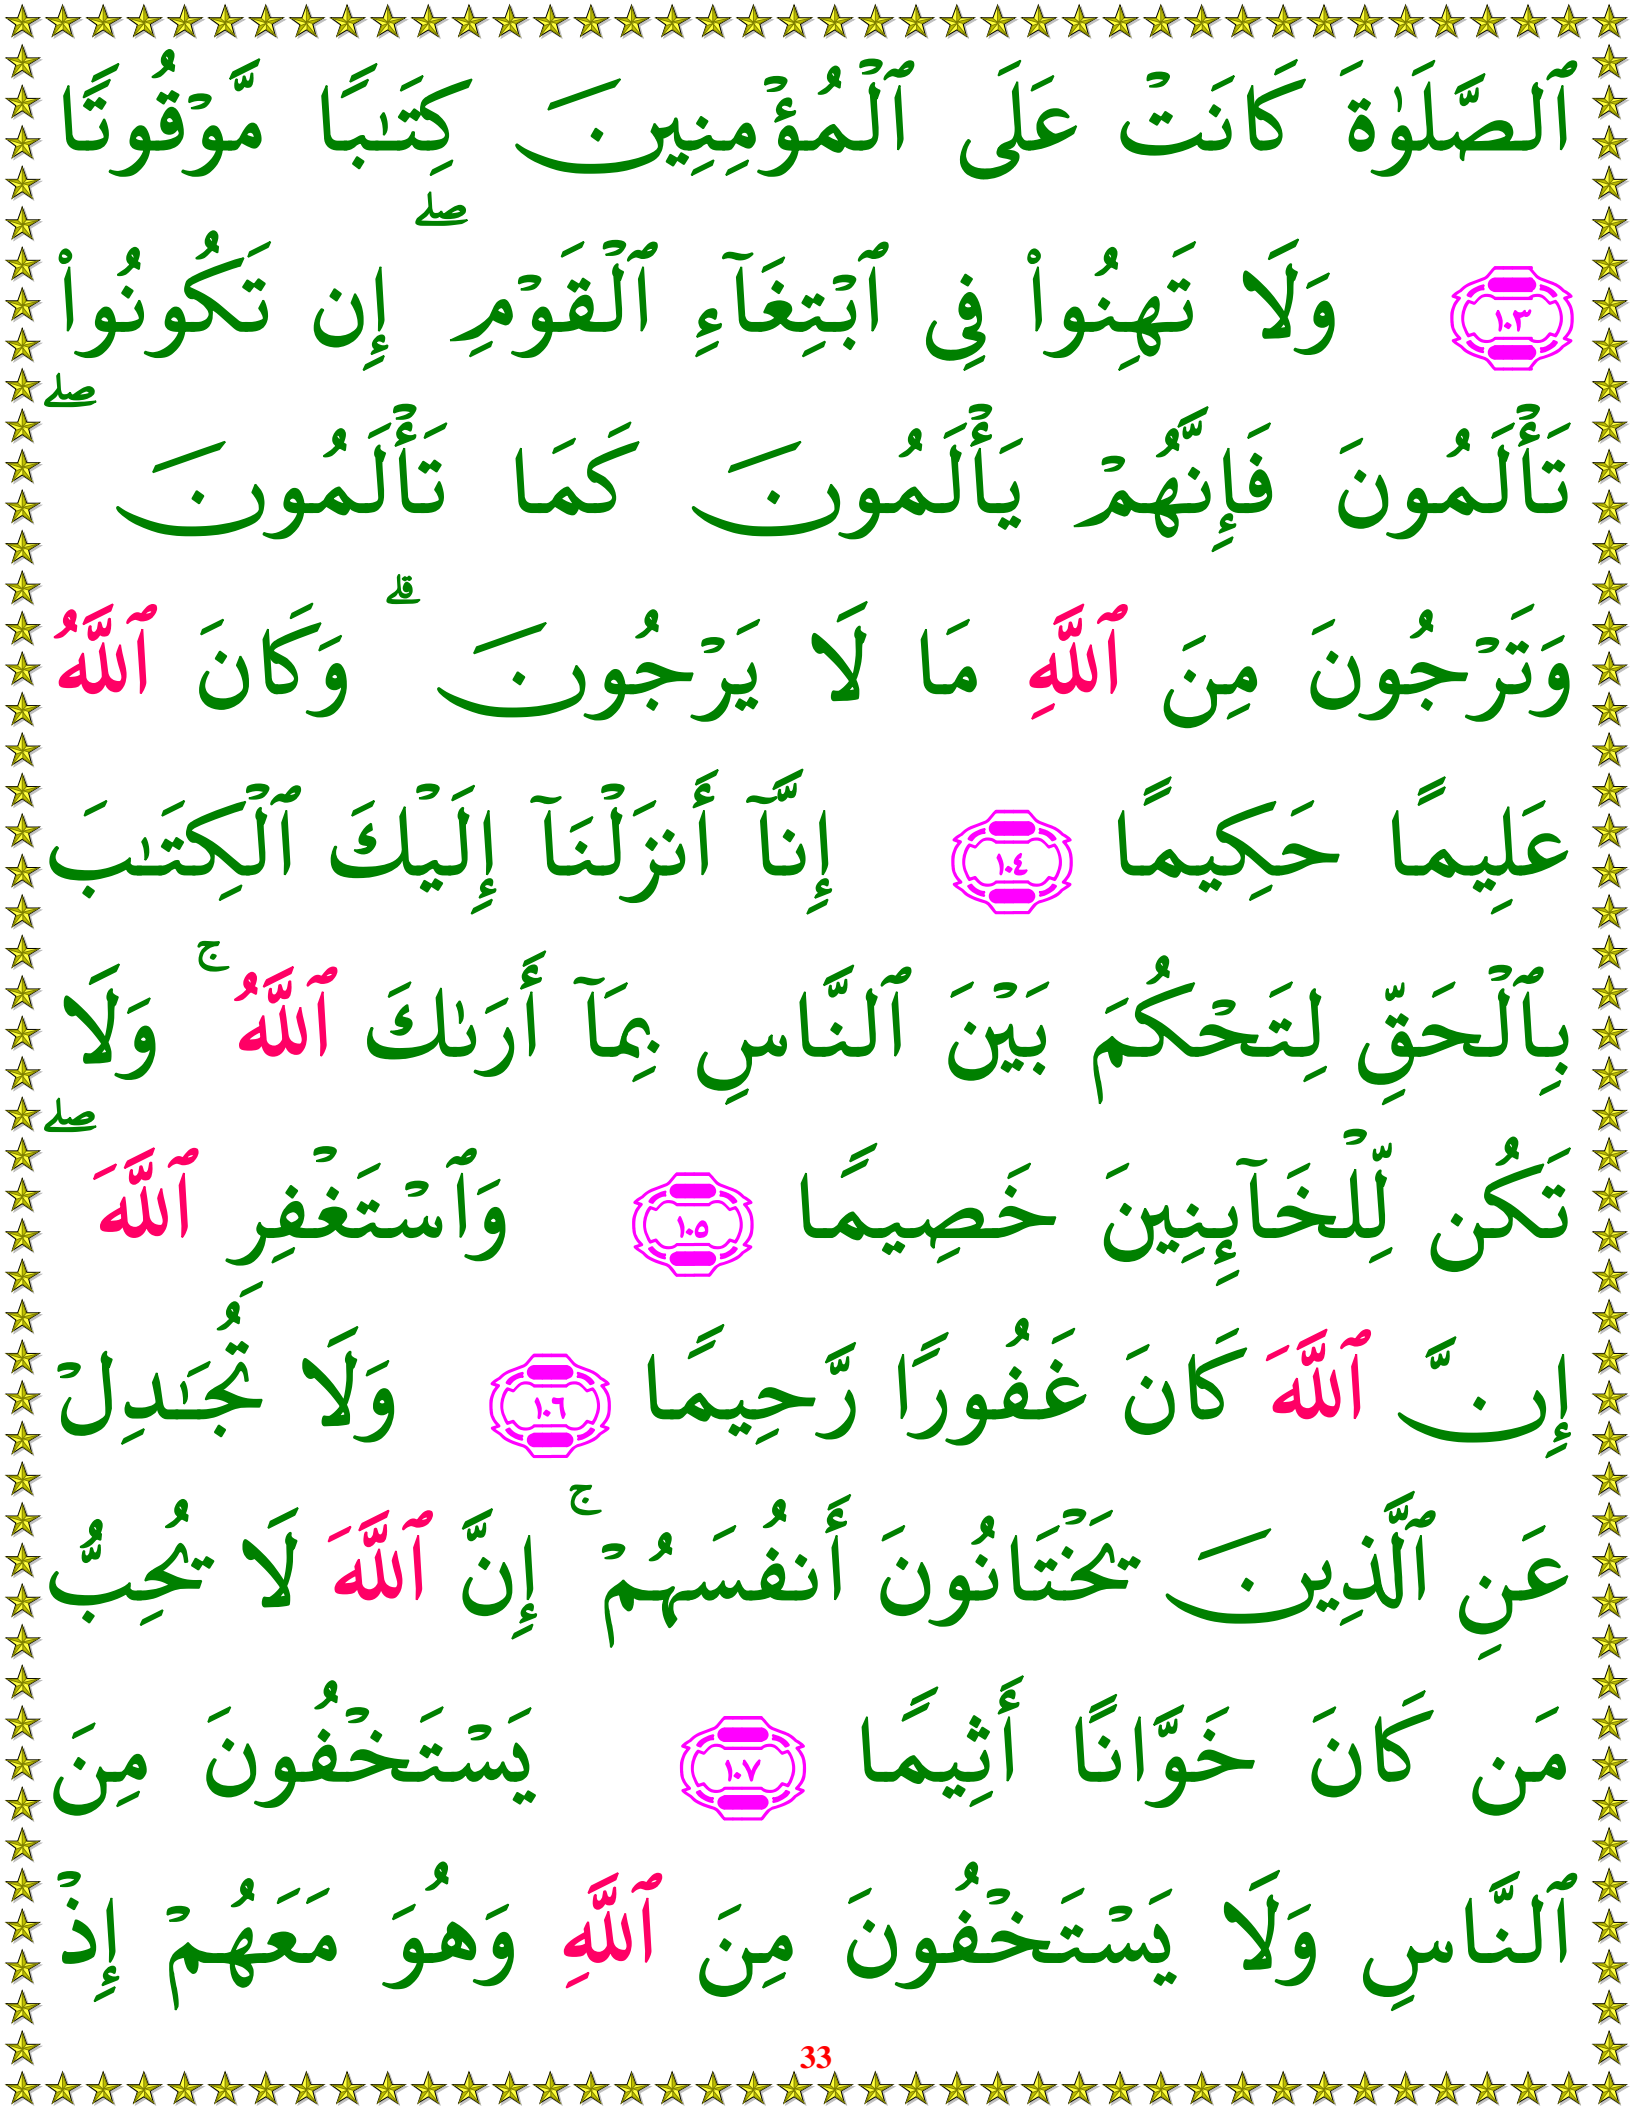 ٱلصَّلَوٰةَ كَانَتْ عَلَى ٱلْمُؤْمِنِينَ كِتَـٰبًا مَّوْقُوتًا
﴿١٠٣﴾ وَلَا تَهِنُوا۟ فِى ٱبْتِغَآءِ ٱلْقَوْمِ ۖ إِن تَكُونُوا۟
تَأْلَمُونَ فَإِنَّهُمْ يَأْلَمُونَ كَمَا تَأْلَمُونَ ۖ
وَتَرْجُونَ مِنَ ٱللَّهِ مَا لَا يَرْجُونَ ۗ وَكَانَ ٱللَّهُ
عَلِيمًا حَكِيمًا ﴿١٠٤﴾ إِنَّآ أَنزَلْنَآ إِلَيْكَ ٱلْكِتَـٰبَ
بِٱلْحَقِّ لِتَحْكُمَ بَيْنَ ٱلنَّاسِ بِمَآ أَرَىٰكَ ٱللَّهُ ۚ وَلَا
تَكُن لِّلْخَآئِنِينَ خَصِيمًا ﴿١٠٥﴾ وَٱسْتَغْفِرِ ٱللَّهَ ۖ
إِنَّ ٱللَّهَ كَانَ غَفُورًا رَّحِيمًا ﴿١٠٦﴾ وَلَا تُجَـٰدِلْ
عَنِ ٱلَّذِينَ يَخْتَانُونَ أَنفُسَهُمْ ۚ إِنَّ ٱللَّهَ لَا يُحِبُّ
مَن كَانَ خَوَّانًا أَثِيمًا ﴿١٠٧﴾ يَسْتَخْفُونَ مِنَ
ٱلنَّاسِ وَلَا يَسْتَخْفُونَ مِنَ ٱللَّهِ وَهُوَ مَعَهُمْ إِذْ
33